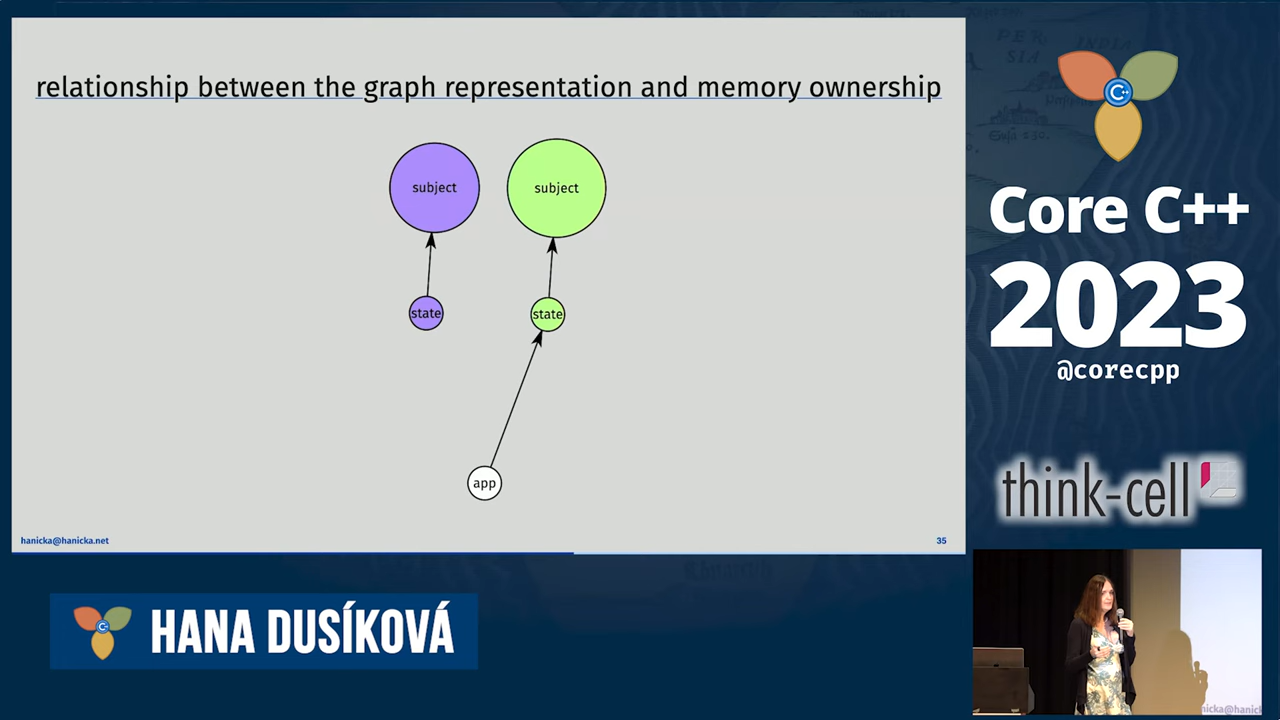 relationship between the graph representation and memory ownership
subject
subject
state
state
app
hanicka@hanicka.net
35
Core C++
2023
@corecpp
think-cell
HANA DUSÍKOVÁ
C++